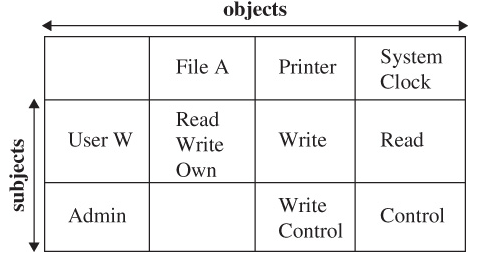 objects
File A
Printer
System
Clock
subjects
User W
Read
Write
Own
Write
Read
Admin
Write
Control
Control